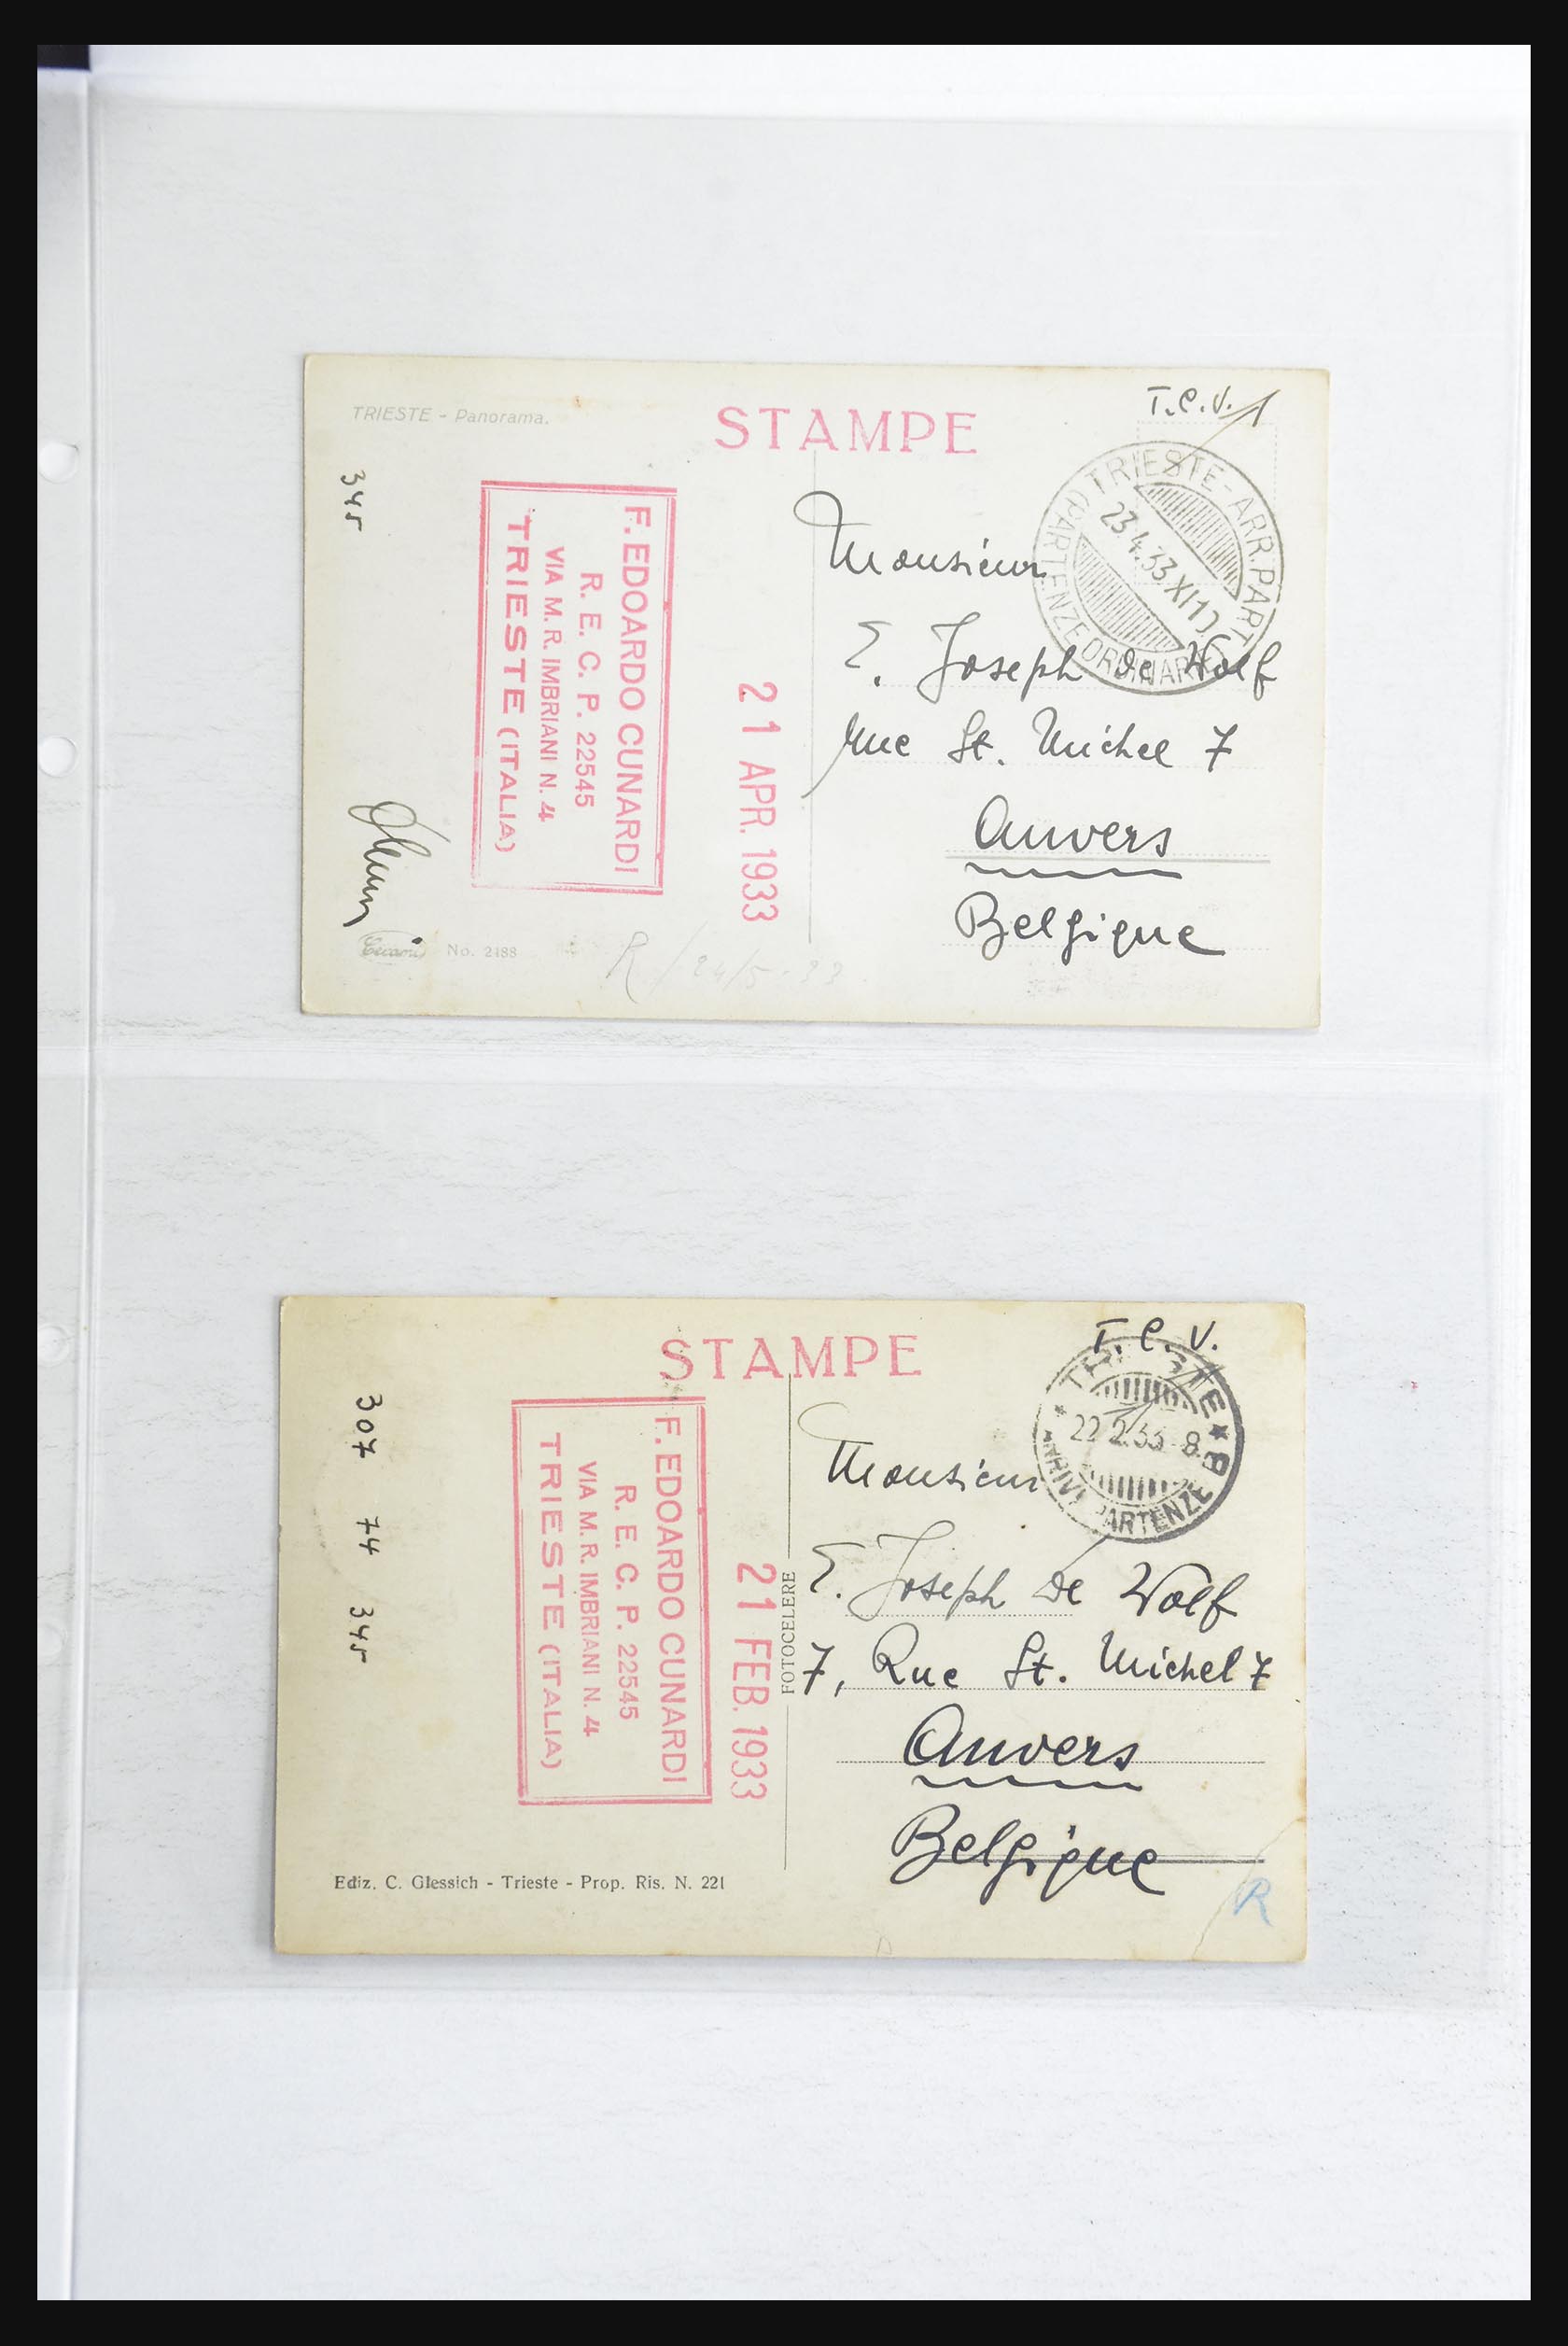 TRIESTE - Panorama.
STAMPE
T.C.V.
345
F. EDOARDO CUNARDI
R. E. C. P. 22545
VIA M. R. IMBRIANI N. 4
TRIESTE (ITALIA)
21 APR. 1933
TRIESTE - ARR. PART
23.4.33 XI
(PARTENZE ORDINARIE
Monsieur
E. Joseph de Wolf
Rue St. Michel 7
Anvers
Belgique
No. 2188
R / 24/5 - 33
STAMPE
T. C. V.
307 74 345
F. EDOARDO CUNARDI
R. E. C. P. 22545
VIA M. R. IMBRIANI N. 4
TRIESTE (ITALIA)
21 FEB. 1933
FOTOCELERE
TRIESTE * 8
22.2.33 - 8
ARRIVI PARTENZE
Monsieur
E. Joseph de Wolf
7, Rue St. Michel 7
Anvers
Belgique
Ediz. C. Glessich - Trieste - Prop. Ris. N. 221
R